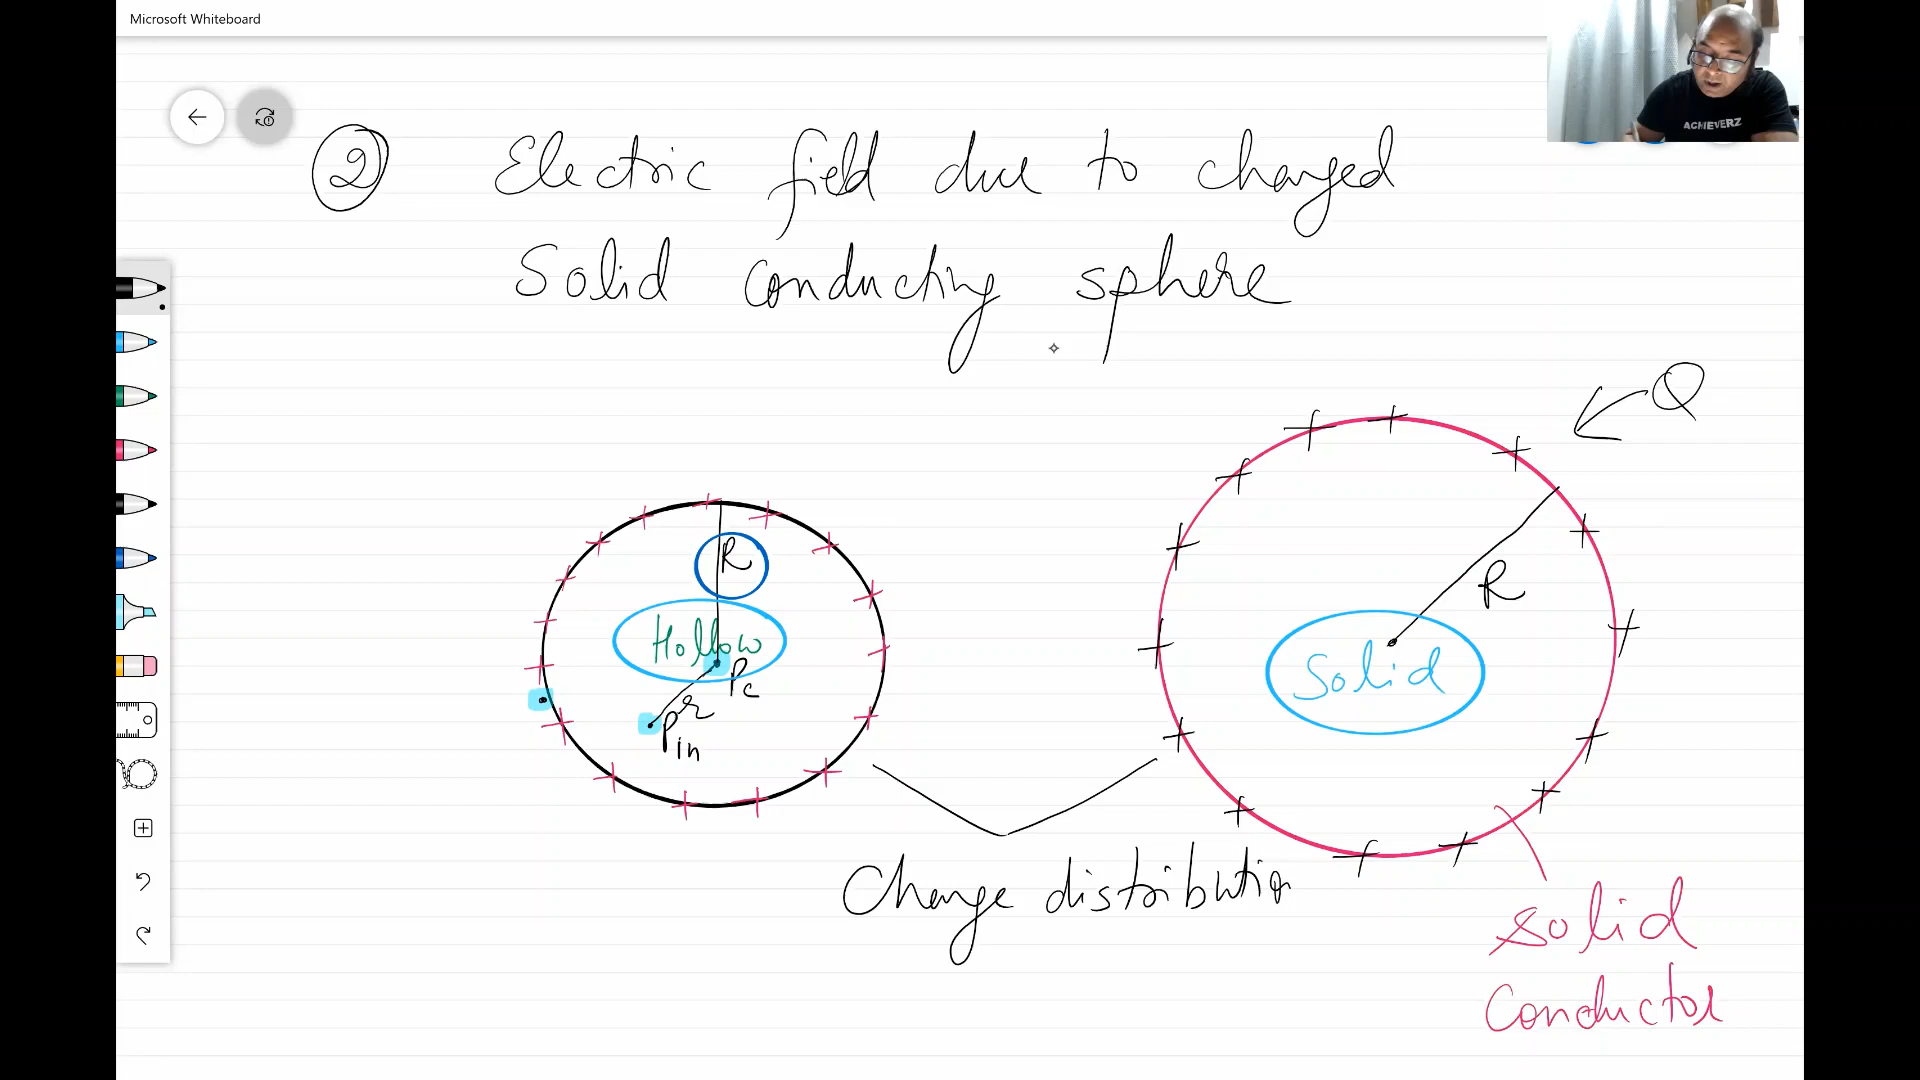 Microsoft Whiteboard
ACHIEVERZ
2 Electric field due to charged
Solid conducting sphere
Q
R
Hollow
Pc
r
Pin
R
Solid
Charge distribution
Solid
Conductor